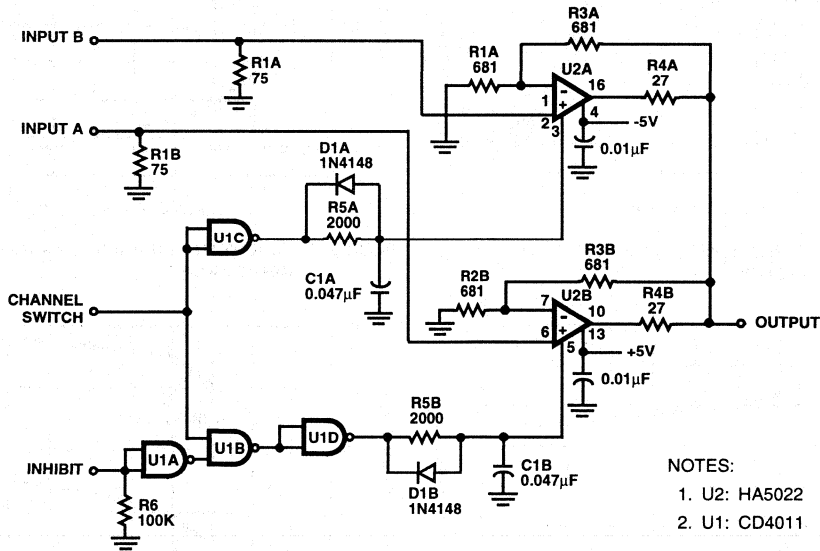 INPUT B
R1A
75
INPUT A
R1B
75
R3A
681
R1A
681
U2A
16
R4A
27
1
-
+
2
3
4
-5V
0.01µF
D1A
1N4148
R5A
2000
U1C
C1A
0.047µF
CHANNEL
SWITCH
R3B
681
R2B
681
U2B
7
-
10
R4B
27
6
+
13
5
+5V
0.01µF
OUTPUT
R5B
2000
U1D
U1B
U1A
INHIBIT
D1B
1N4148
C1B
0.047µF
R6
100K
NOTES:
1. U2: HA5022
2. U1: CD4011